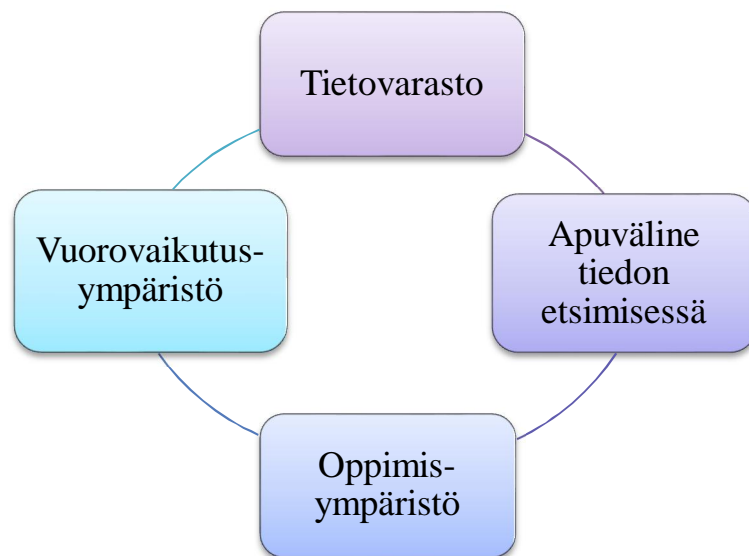 Tietovarasto
Apuväline
tiedon
etsimisessä
Oppimis-
ympäristö
Vuorovaikutus-
ympäristö